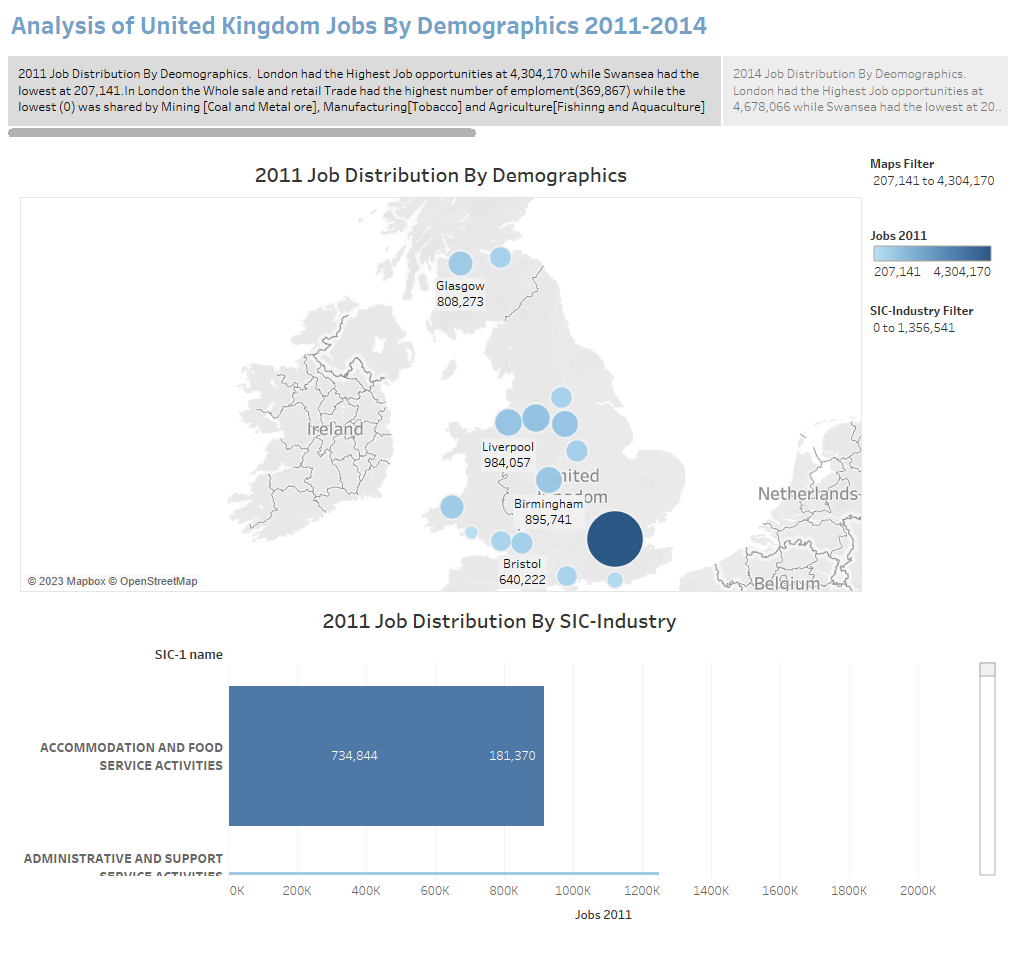 Analysis of United Kingdom Jobs By Demographics 2011-2014
2011 Job Distribution By Deomographics. London had the Highest Job opportunities at 4,304,170 while Swansea had the
lowest at 207,141.In London the Whole sale and retail Trade had the highest number of emploment(369,867) while the
lowest (0) was shared by Mining [Coal and Metal ore], Manufacturing[Tobacco] and Agriculture[Fishinng and Aquaculture]
2014 Job Distribution By Deomographics.
London had the Highest Job opportunities at
4,678,066 while Swansea had the lowest at 20..
2011 Job Distribution By Demographics
Maps Filter
207,141 to 4,304,170
Jobs 2011
207,141 4,304,170
SIC-Industry Filter
0 to 1,356,541
Glasgow
808,273
Ireland
Liverpool
984,057
Birmingham
895,741
Netherlands
Bristol
640,222
Belgium
© 2023 Mapbox © OpenStreetMap
2011 Job Distribution By SIC-Industry
SIC-1 name
ACCOMMODATION AND FOOD
SERVICE ACTIVITIES
734,844 181,370
ADMINISTRATIVE AND SUPPORT
SERVICE ACTIVITIES
0K 200K 400K 600K 800K 1000K 1200K 1400K 1600K 1800K 2000K
Jobs 2011